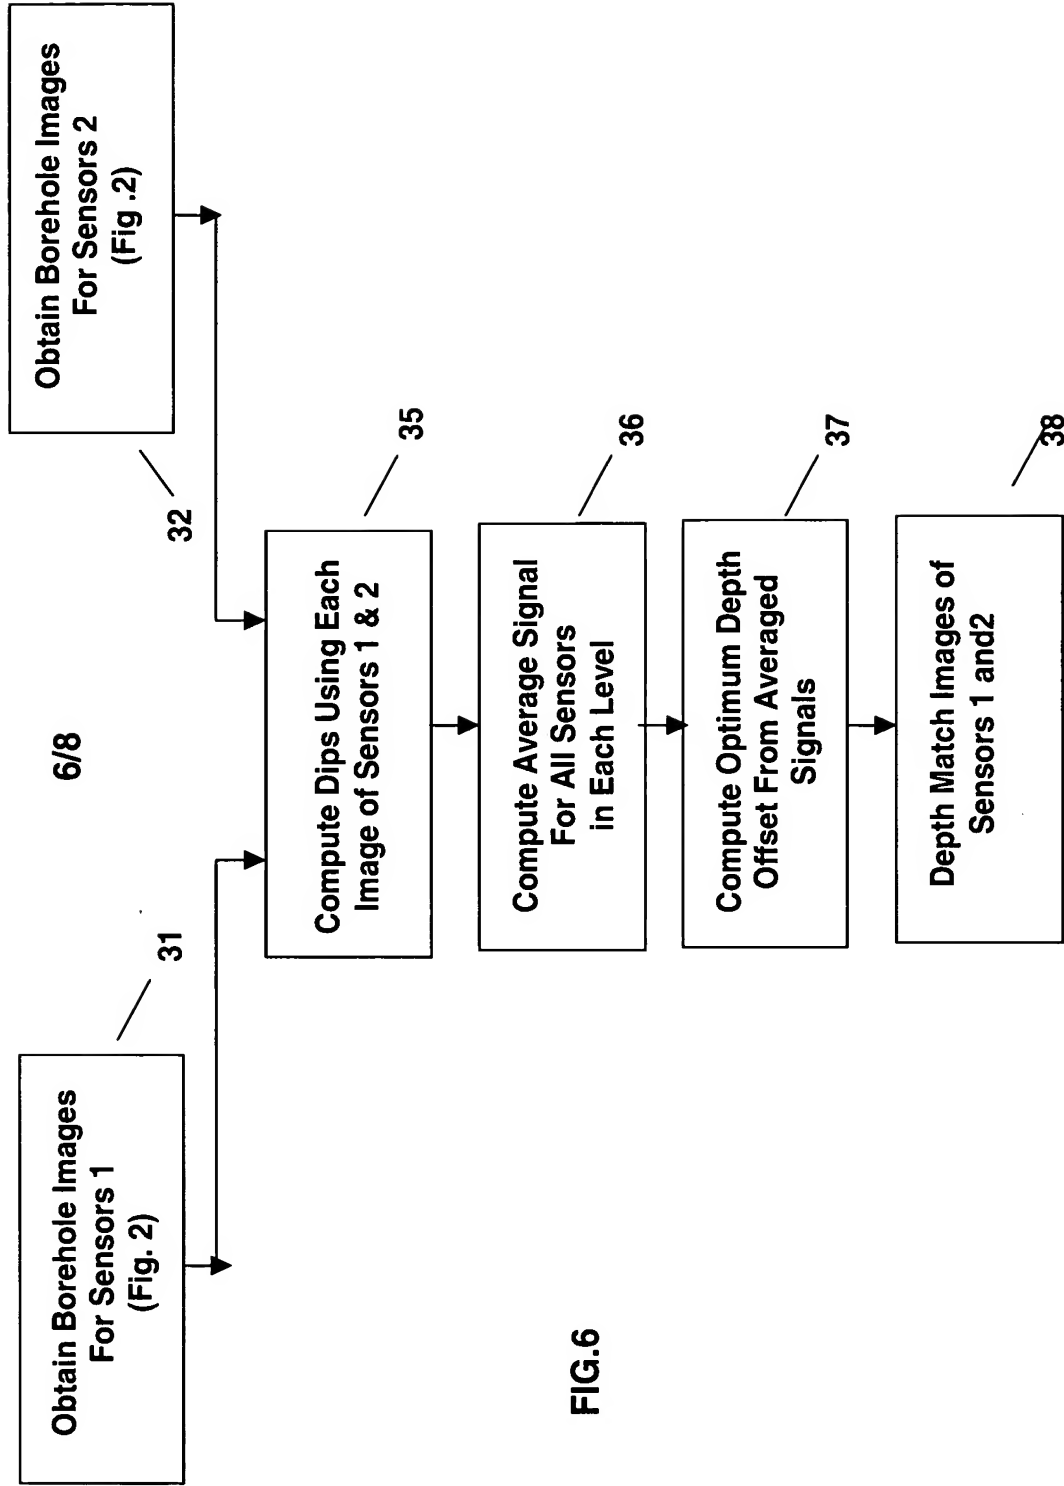 6/8
Obtain Borehole Images
For Sensors 1
(Fig. 2)
31
Obtain Borehole Images
For Sensors 2
(Fig .2)
32
Compute Dips Using Each
Image of Sensors 1 & 2
35
Compute Average Signal
For All Sensors
in Each Level
36
Compute Optimum Depth
Offset From Averaged
Signals
37
Depth Match Images of
Sensors 1 and2
38
FIG.6